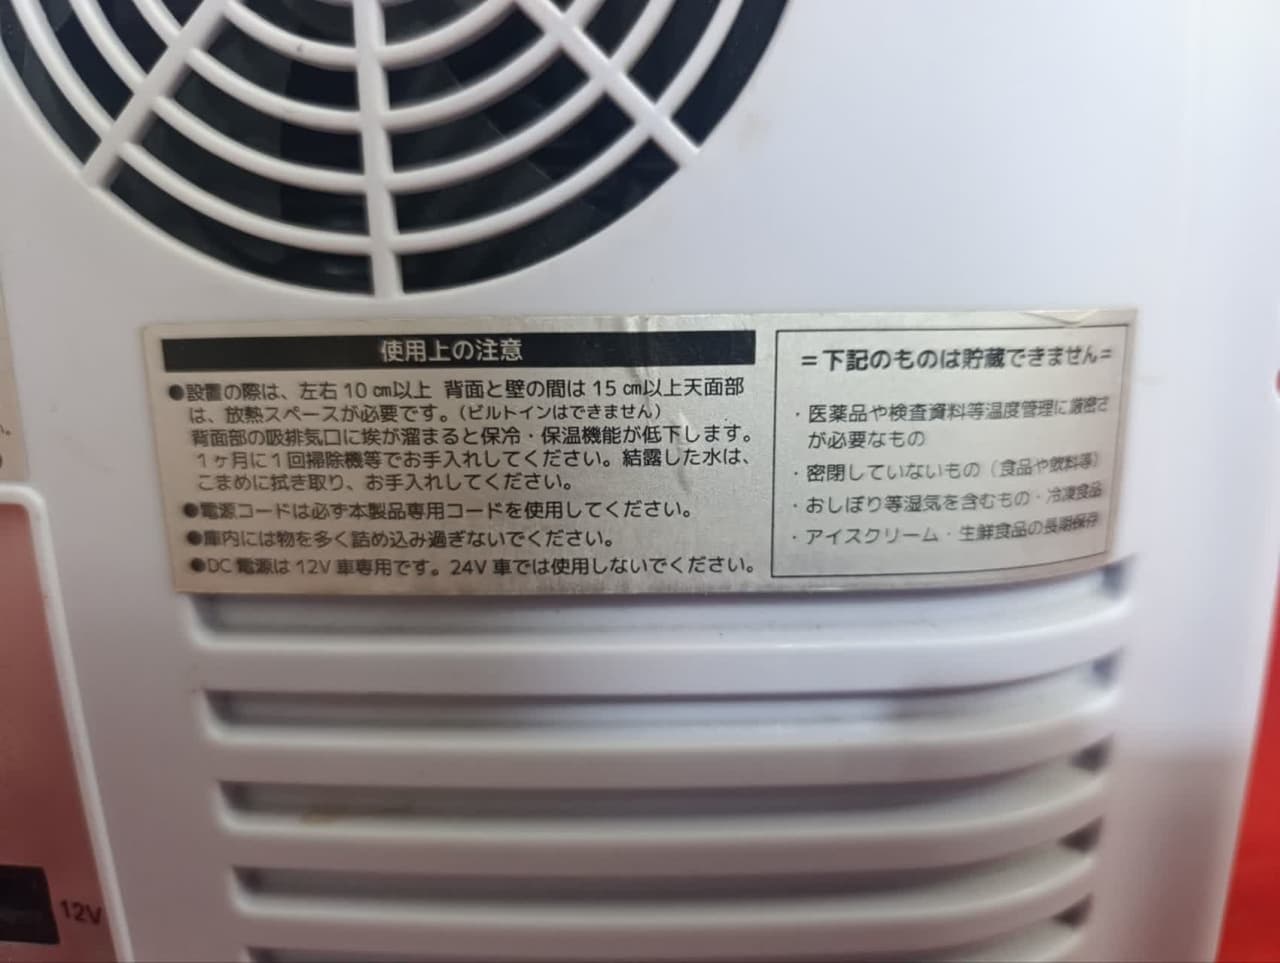 使用上の注意
●設置の際は、左右10㎝以上 背面と壁の間は15㎝以上天面部
は、放熱スペースが必要です。(ビルトインはできません)
背面部の吸排気口に埃が溜まると保冷・保温機能が低下します。
1ヶ月に1回掃除機等でお手入れしてください。結露した水は、
こまめに拭き取り、お手入れしてください。
●電源コードは必ず本製品専用コードを使用してください。
●庫内には物を多く詰め込み過ぎないでください。
●DC電源は12V車専用です。24V車では使用しないでください。
=下記のものは貯蔵できません=
・医薬品や検査資料等温度管理に厳密さ
が必要なもの
・密閉していないもの(食品や飲料等)
・おしぼり等湿気を含むもの・冷凍食品
・アイスクリーム・生鮮食品の長期保存
12V